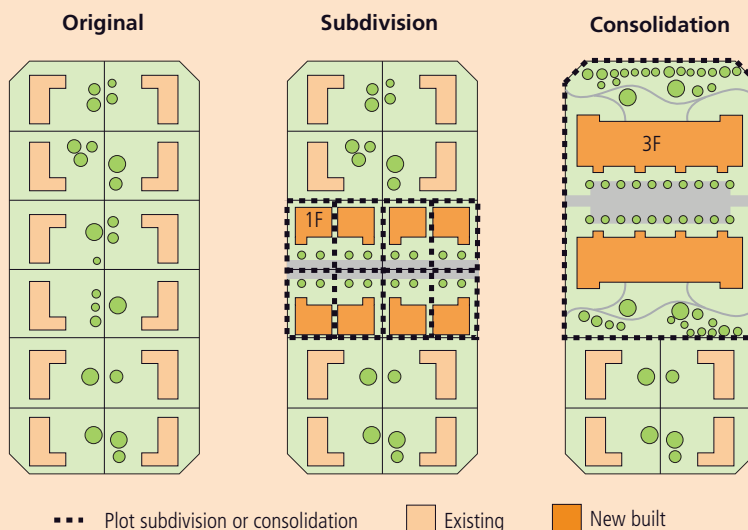 Original
Subdivision
Consolidation
1F
3F
Plot subdivision or consolidation
Existing
New built